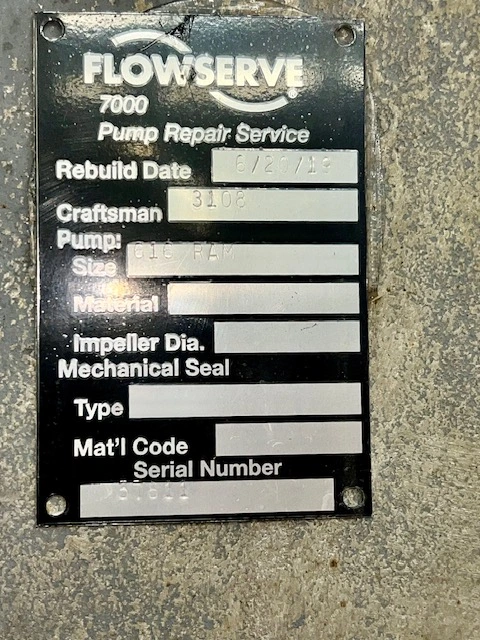 FLOWSERVE®
7000
Pump Repair Service
Rebuild Date
Craftsman 3108
Pump:
Size
Material
Impeller Dia.
Mechanical Seal
Type
Mat'l Code
Serial Number